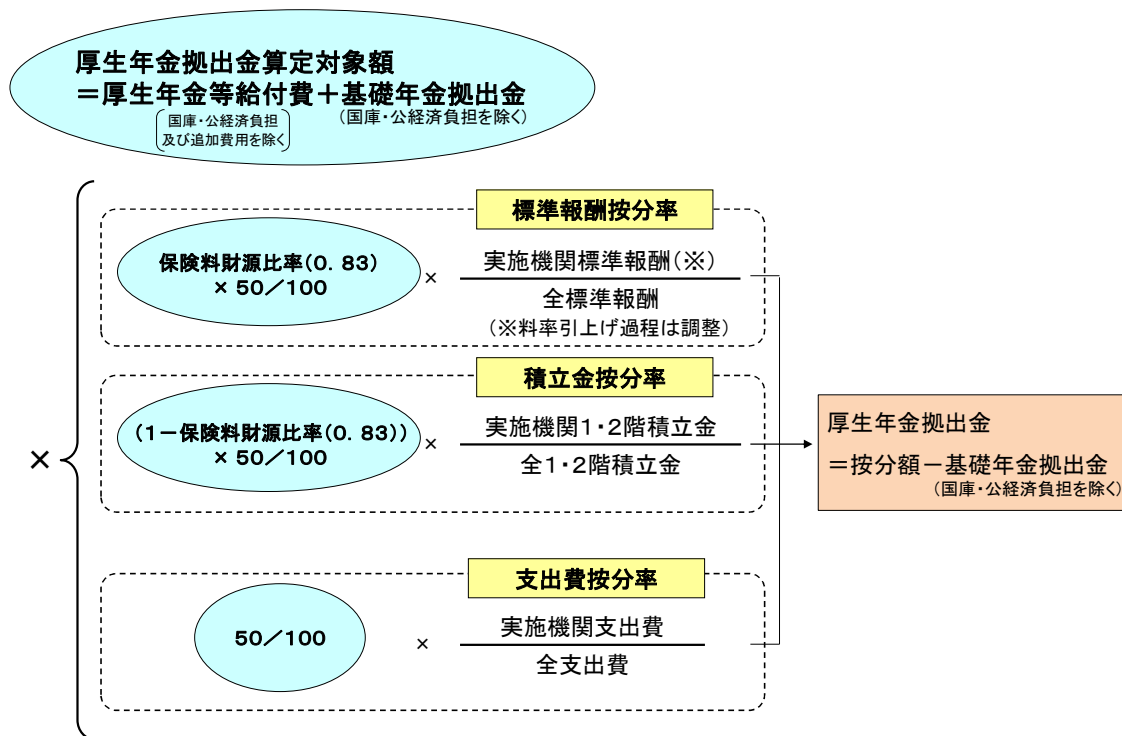 厚生年金拠出金算定対象額
＝厚生年金等給付費＋基礎年金拠出金
国庫・公経済負担
及び追加費用を除く
（国庫・公経済負担を除く）
×
標準報酬按分率
保険料財源比率（０．８３）
×５０／１００
×
実施機関標準報酬（※）
全標準報酬
（※料率引上げ過程は調整）
積立金按分率
（１－保険料財源比率（０．８３））
×５０／１００
×
実施機関１・２階積立金
全１・２階積立金
支出費按分率
５０／１００
×
実施機関支出費
全支出費
厚生年金拠出金
＝按分額－基礎年金拠出金
（国庫・公経済負担を除く）